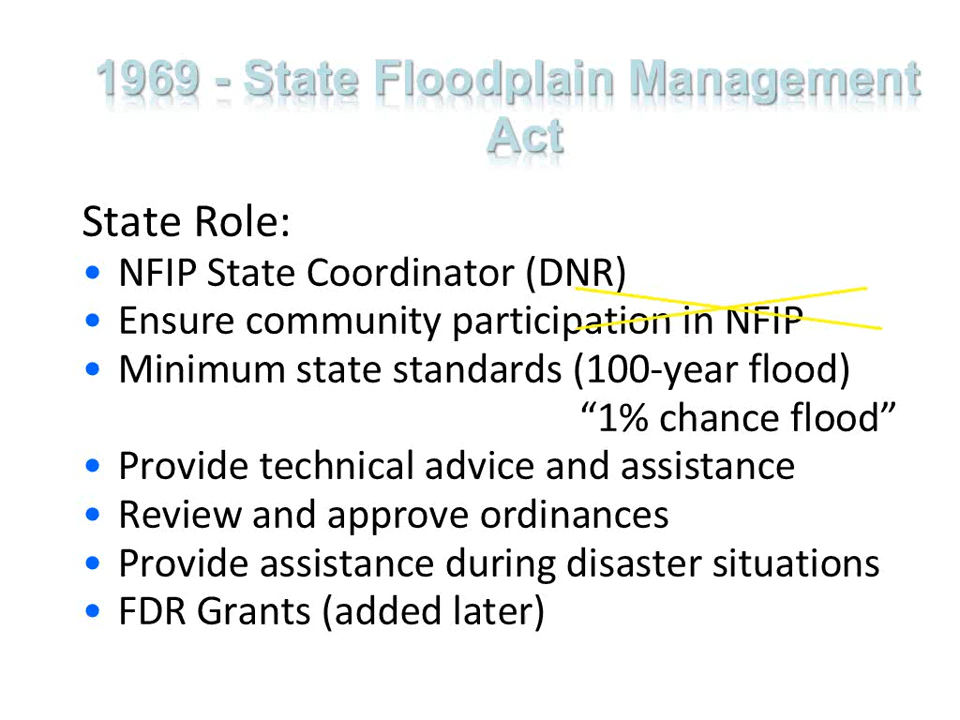 1969 - State Floodplain Management
Act
State Role:
• NFIP State Coordinator (DNR)
• Ensure community participation in NFIP
• Minimum state standards (100-year flood)
“1% chance flood”
• Provide technical advice and assistance
• Review and approve ordinances
• Provide assistance during disaster situations
• FDR Grants (added later)